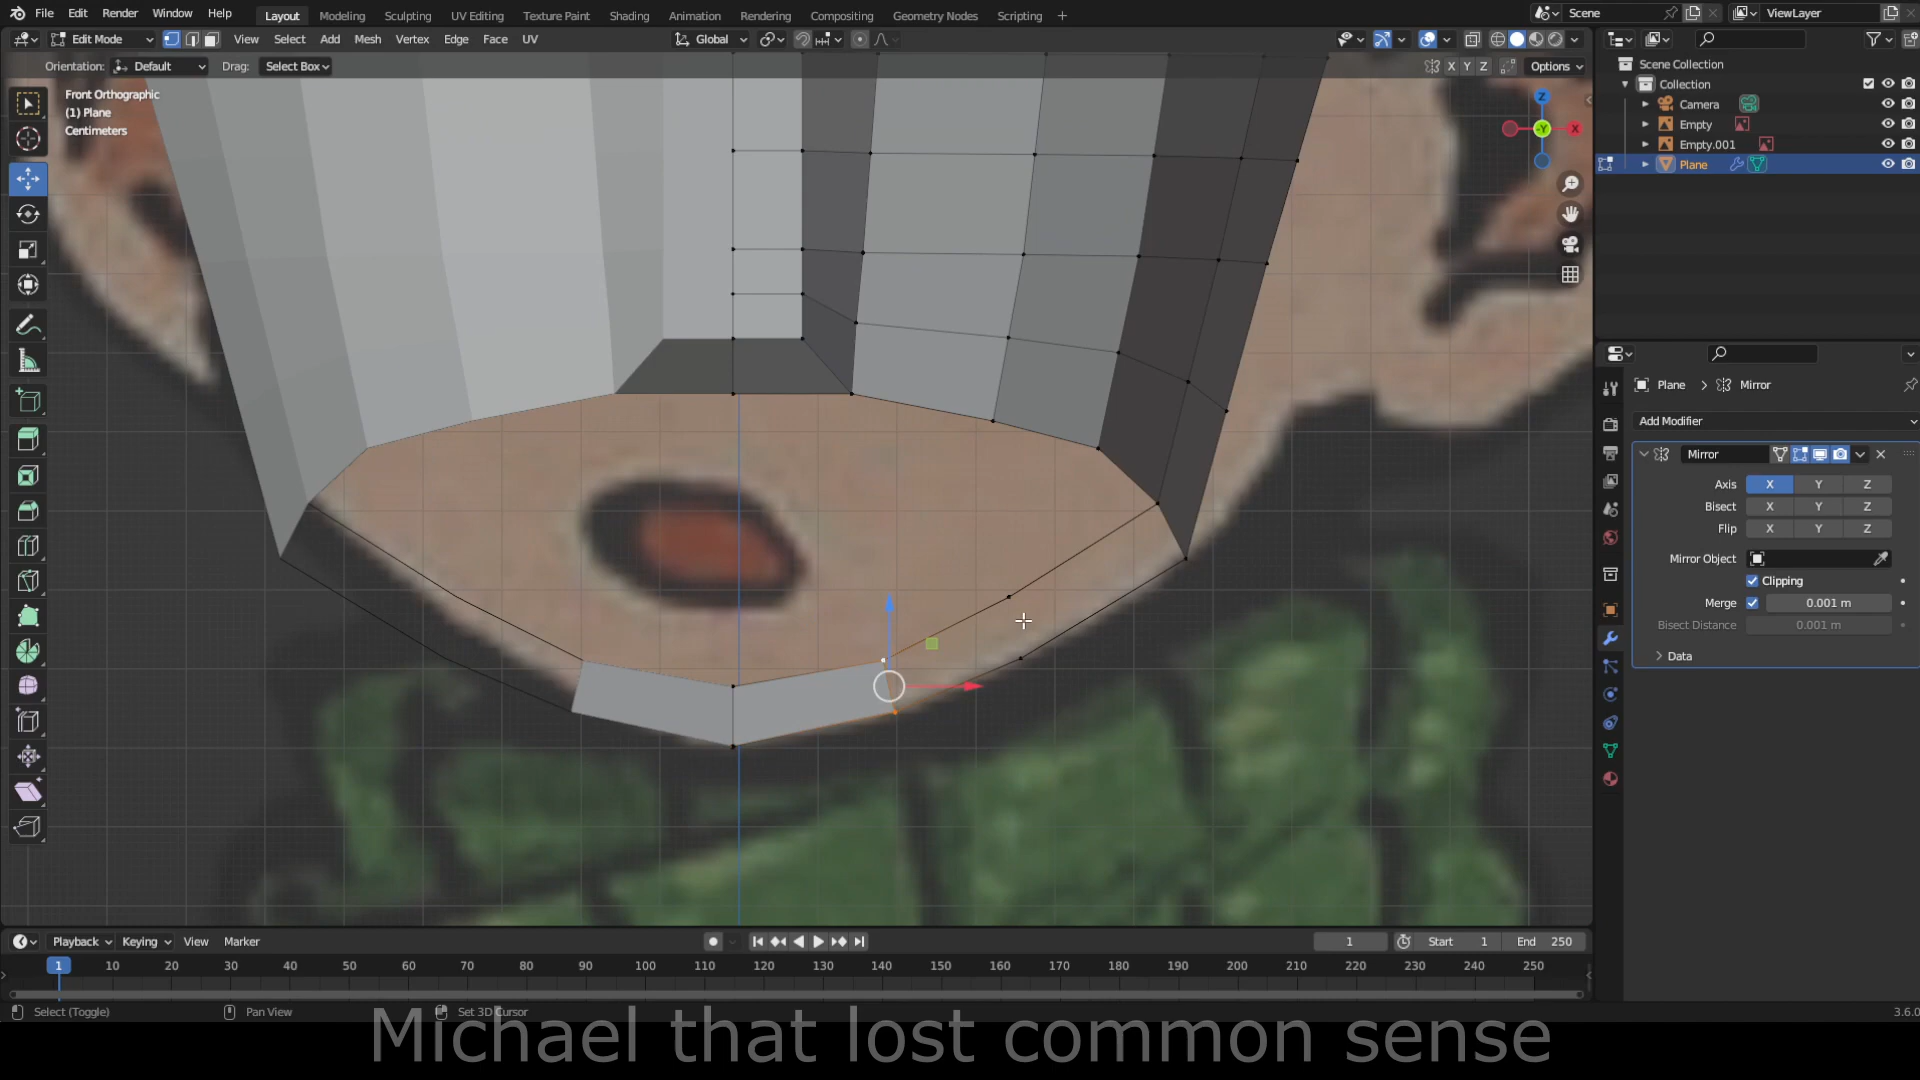 File Edit Render Window Help Layout Modeling Sculpting UV Editing Texture Paint Shading Animation Rendering Compositing Geometry Nodes Scripting + Scene ViewLayer
Edit Mode View Select Add Mesh Vertex Edge Face UV Global
Orientation: Default Drag: Select Box X Y Z Options
Front Orthographic
(1) Plane
Centimeters
Z
-Y
X
Scene Collection
Collection
Camera
Empty
Empty.001
Plane
Plane > Mirror
Add Modifier
Mirror
Axis X Y Z
Bisect X Y Z
Flip X Y Z
Mirror Object
Clipping
Merge 0.001 m
Bisect Distance 0.001 m
Data
Playback Keying View Marker 1 Start 1 End 250
1 10 20 30 40 50 60 70 80 90 100 110 120 130 140 150 160 170 180 190 200 210 220 230 240 250
Select (Toggle) Pan View Set 3D Cursor 3.6.0
Michael that lost common sense